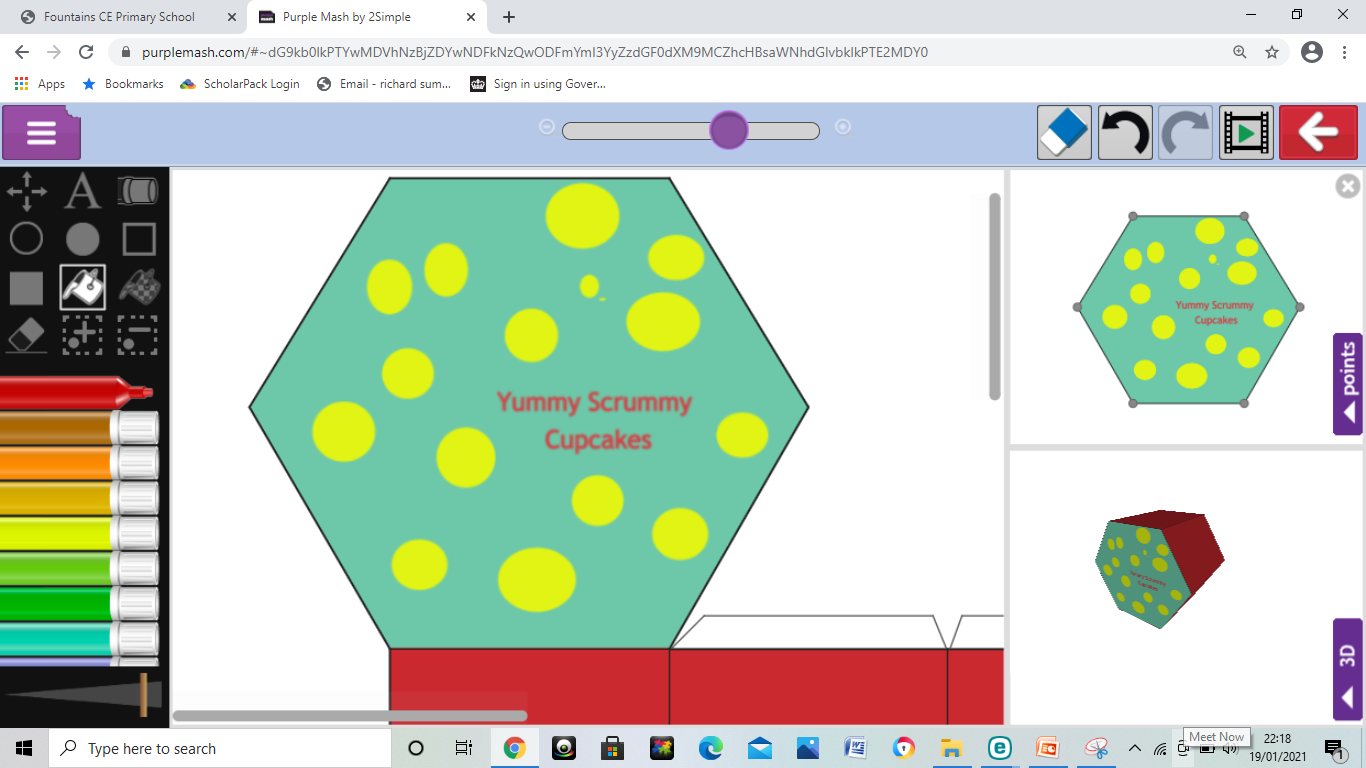 Fountains CE Primary School
Purple Mash by 2Simple
purplemash.com/#~dG9kb0lkPTYwMDVhNzBjZDYwNDFkNzQwODFmYmI3YyZzdGF0dXM9MCZhcHBsaWNhdGlvbklkPTE2MDY0
Apps
Bookmarks
ScholarPack Login
Email - richard sum...
Sign in using Gover...
A
Yummy Scrummy
Cupcakes
Yummy Scrummy
Cupcakes
points
3D
Meet Now
Type here to search
22:18
19/01/2021
1